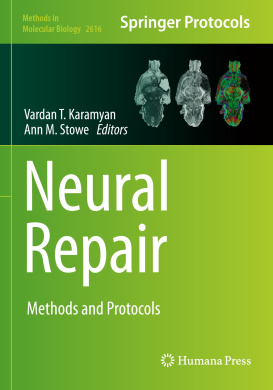 Methods in
Molecular Biology 2616
Springer Protocols
Vardan T. Karamyan
Ann M. Stowe Editors
Neural
Repair
Methods and Protocols
Humana Press